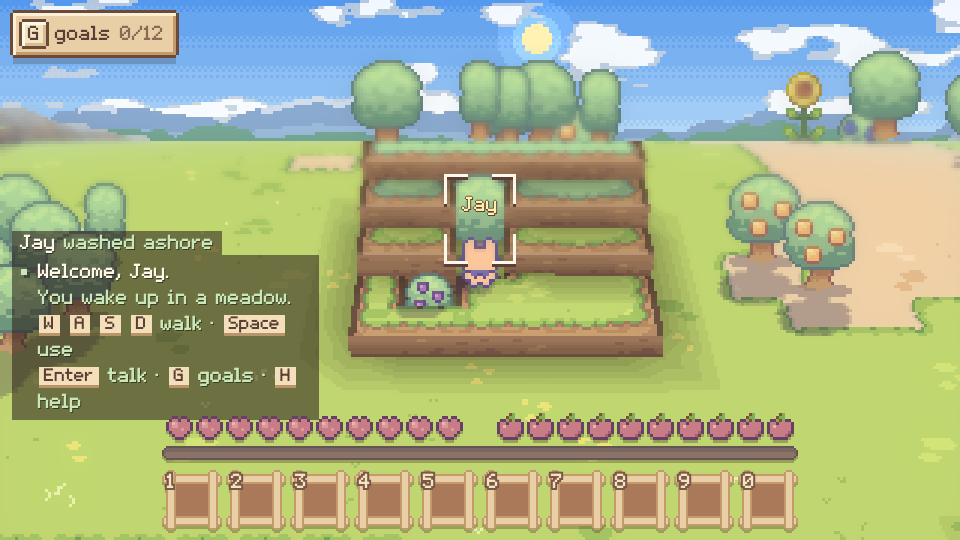 G goals 0/12
Jay
Jay washed ashore
Welcome, Jay.
You wake up in a meadow.
W A S D walk · Space
use
Enter talk · G goals · H
help
1 2 3 4 5 6 7 8 9 0